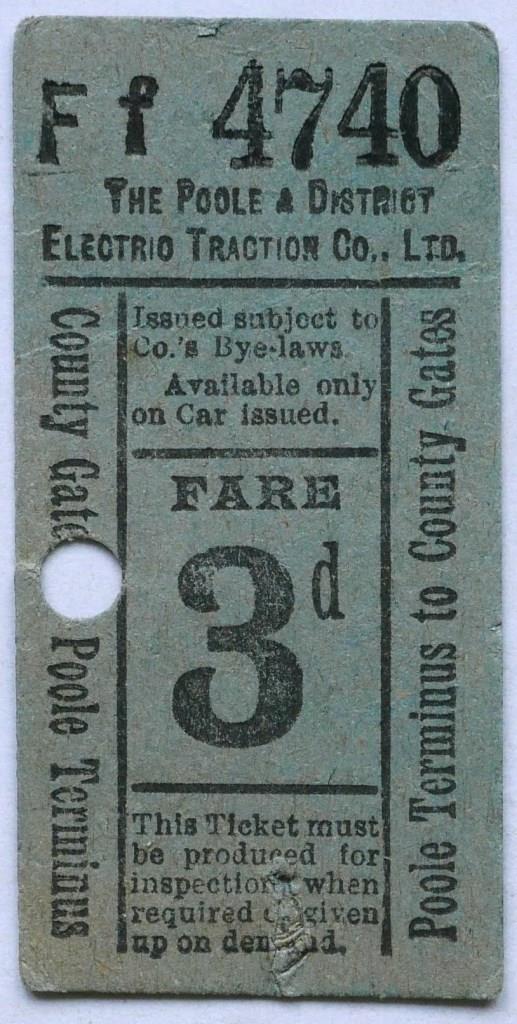 Ff 4740
THE POOLE & DISTRICT
ELECTRIC TRACTION CO., LTD.
County Gate Poole Terminus
Issued subject to
Co.'s Bye-laws.
Available only
on Car issued.
FARE
3d
This Ticket must
be produced for
inspection when
required given
up on demand.
Poole Terminus to County Gates